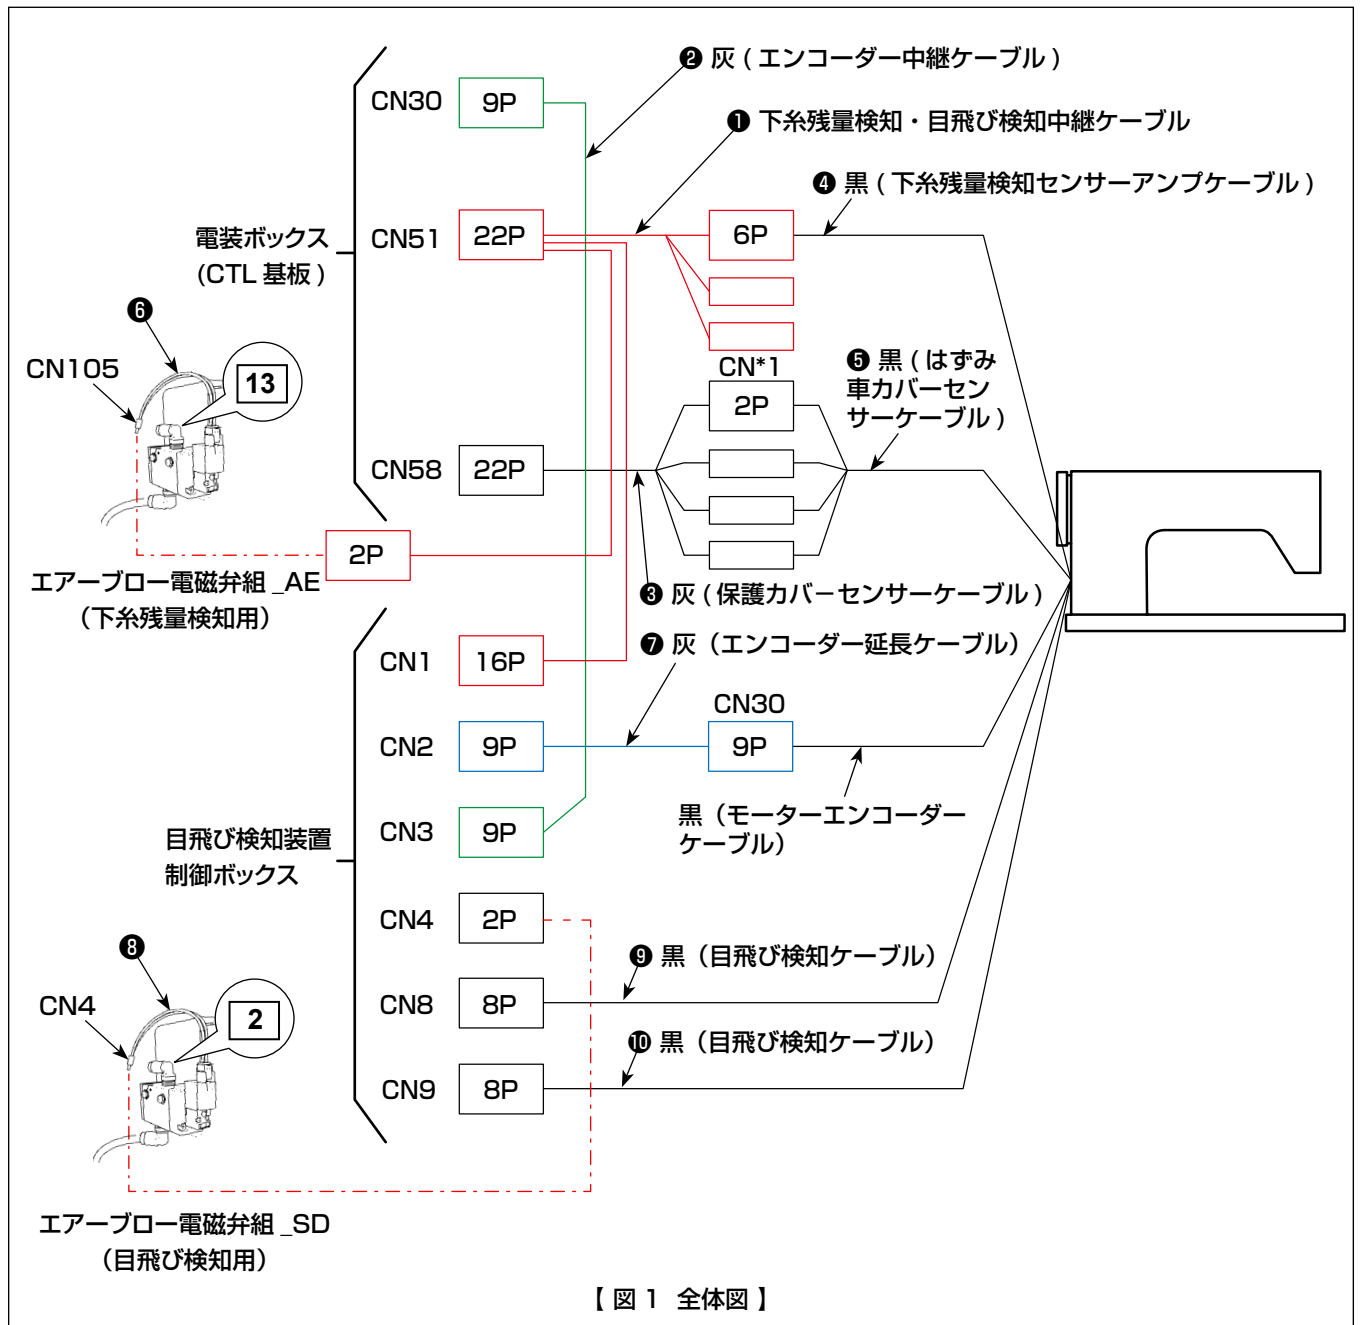 ❷ 灰 ( エンコーダー中継ケーブル )
CN30 9P
❶ 下糸残量検知・目飛び検知中継ケーブル
❹ 黒 ( 下糸残量検知センサーアンプケーブル )
電装ボックス
(CTL 基板 )
CN51 22P
6P
❻
CN105
13
CN*1
2P
❺ 黒 ( はずみ
車カバーセン
サーケーブル )
CN58 22P
2P
エアーブロー電磁弁組 _AE
（下糸残量検知用）
❸ 灰 ( 保護カバーセンサーケーブル )
❼ 灰（エンコーダー延長ケーブル）
CN1 16P
CN30
CN2 9P
9P
黒（モーターエンコーダー
ケーブル）
CN3 9P
目飛び検知装置
制御ボックス
CN4 2P
❽
CN4
2
❾ 黒（目飛び検知ケーブル）
CN8 8P
❿ 黒（目飛び検知ケーブル）
CN9 8P
エアーブロー電磁弁組 _SD
（目飛び検知用）
【 図 1 全体図 】